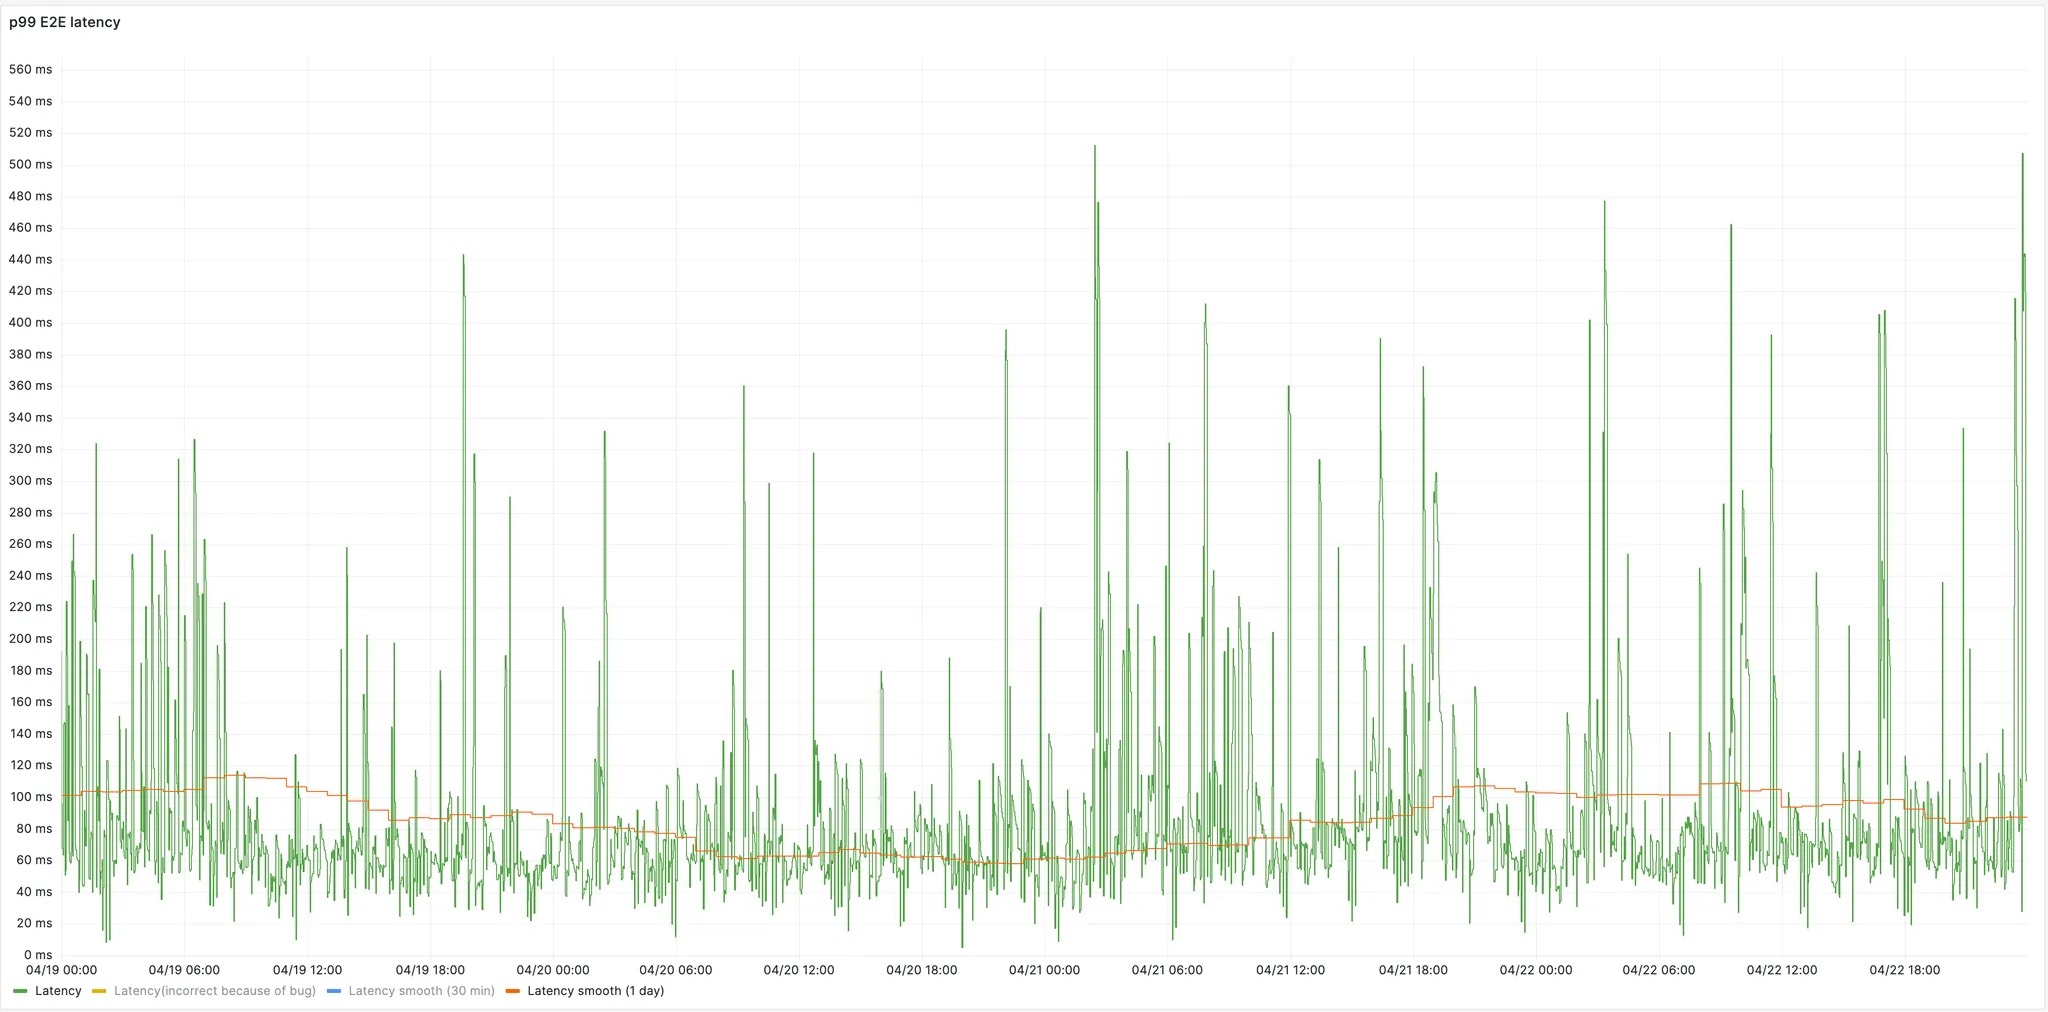 p99 E2E latency
560 ms
540 ms
520 ms
500 ms
480 ms
460 ms
440 ms
420 ms
400 ms
380 ms
360 ms
340 ms
320 ms
300 ms
280 ms
260 ms
240 ms
220 ms
200 ms
180 ms
160 ms
140 ms
120 ms
100 ms
80 ms
60 ms
40 ms
20 ms
0 ms
04/19 00:00 04/19 06:00 04/19 12:00 04/19 18:00 04/20 00:00 04/20 06:00 04/20 12:00 04/20 18:00 04/21 00:00 04/21 06:00 04/21 12:00 04/21 18:00 04/22 00:00 04/22 06:00 04/22 12:00 04/22 18:00
Latency Latency(incorrect because of bug) Latency smooth (30 min) Latency smooth (1 day)